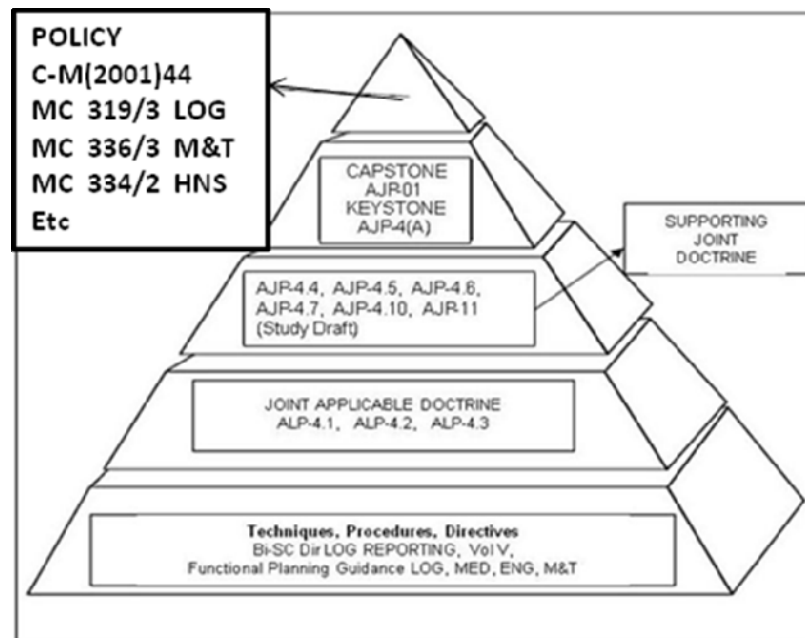 POLICY
C-M(2001)44
MC 319/3 LOG
MC 336/3 M&T
MC 334/2 HNS
Etc
CAPSTONE
AJP-01
KEYSTONE
AJP-4(A)
SUPPORTING
JOINT
DOCTRINE
AJP-4.4, AJP-4.5, AJP-4.6,
AJP-4.7, AJP-4.10, AJP-11
(Study Draft)
JOINT APPLICABLE DOCTRINE
ALP-4.1, ALP-4.2, ALP-4.3
Techniques, Procedures, Directives
Bi-SC Dir LOG REPORTING, Vol V,
Functional Planning Guidance LOG, MED, ENG, M&T